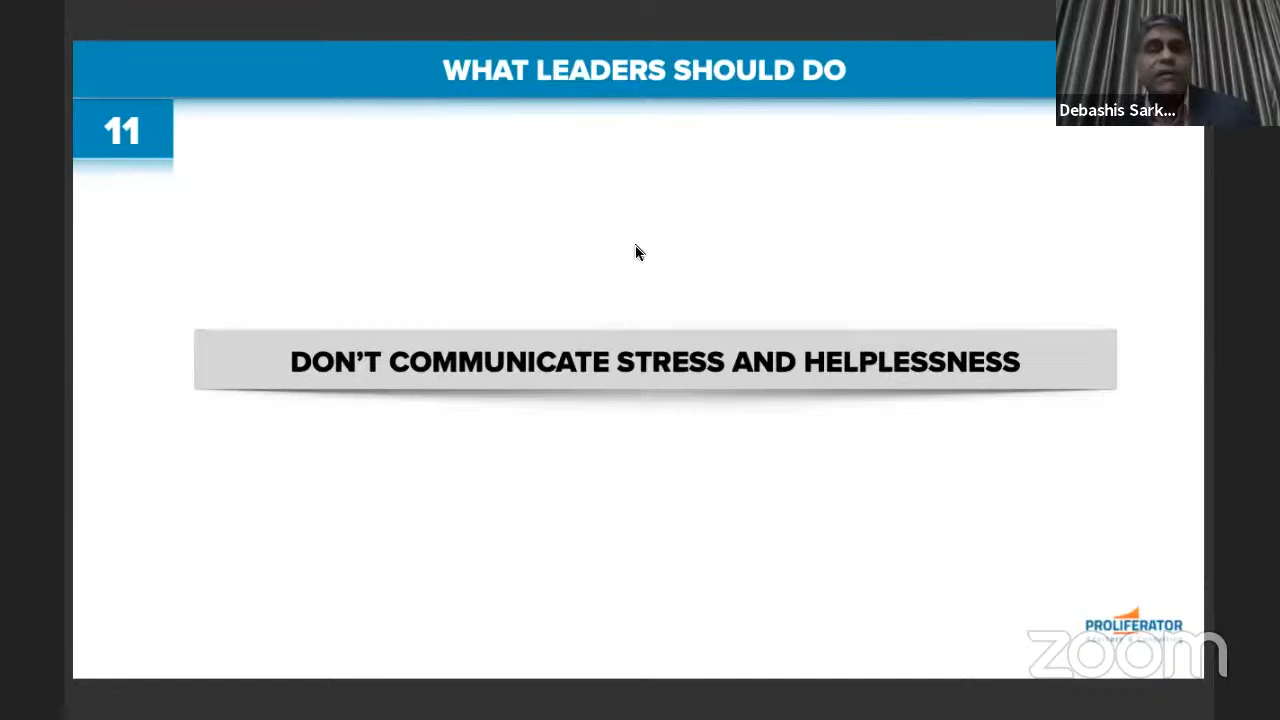 WHAT LEADERS SHOULD DO
Debashis Sark...
11
DON’T COMMUNICATE STRESS AND HELPLESSNESS
PROLIFERATOR
zoom